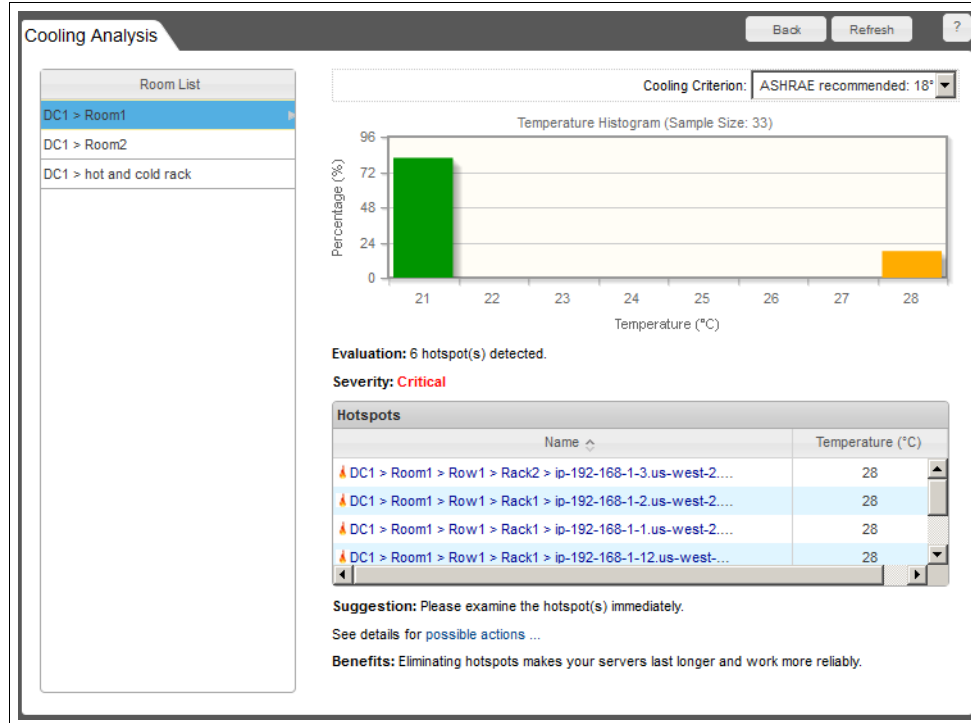 Cooling Analysis
Back
Refresh
?
Room List
DC1 > Room1
DC1 > Room2
DC1 > hot and cold rack
Cooling Criterion: ASHRAE recommended: 18°
Temperature Histogram (Sample Size: 33)
Percentage (%)
96
72
48
24
0
21 22 23 24 25 26 27 28
Temperature (°C)
Evaluation: 6 hotspot(s) detected.
Severity: Critical
Hotspots
Name Temperature (°C)
DC1 > Room1 > Row1 > Rack2 > ip-192-168-1-3.us-west-2.... 28
DC1 > Room1 > Row1 > Rack1 > ip-192-168-1-2.us-west-2.... 28
DC1 > Room1 > Row1 > Rack1 > ip-192-168-1-1.us-west-2.... 28
DC1 > Room1 > Row1 > Rack1 > ip-192-168-1-12.us-west-... 28
Suggestion: Please examine the hotspot(s) immediately.
See details for possible actions ...
Benefits: Eliminating hotspots makes your servers last longer and work more reliably.